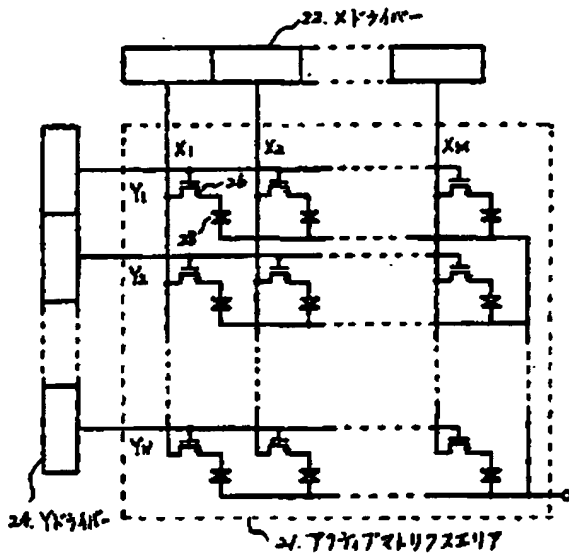 22. Xドライバー
X1
X2
XM
Y1
26
28
Y2
YN
24. Yドライバー
21. アクティブマトリクスエリア